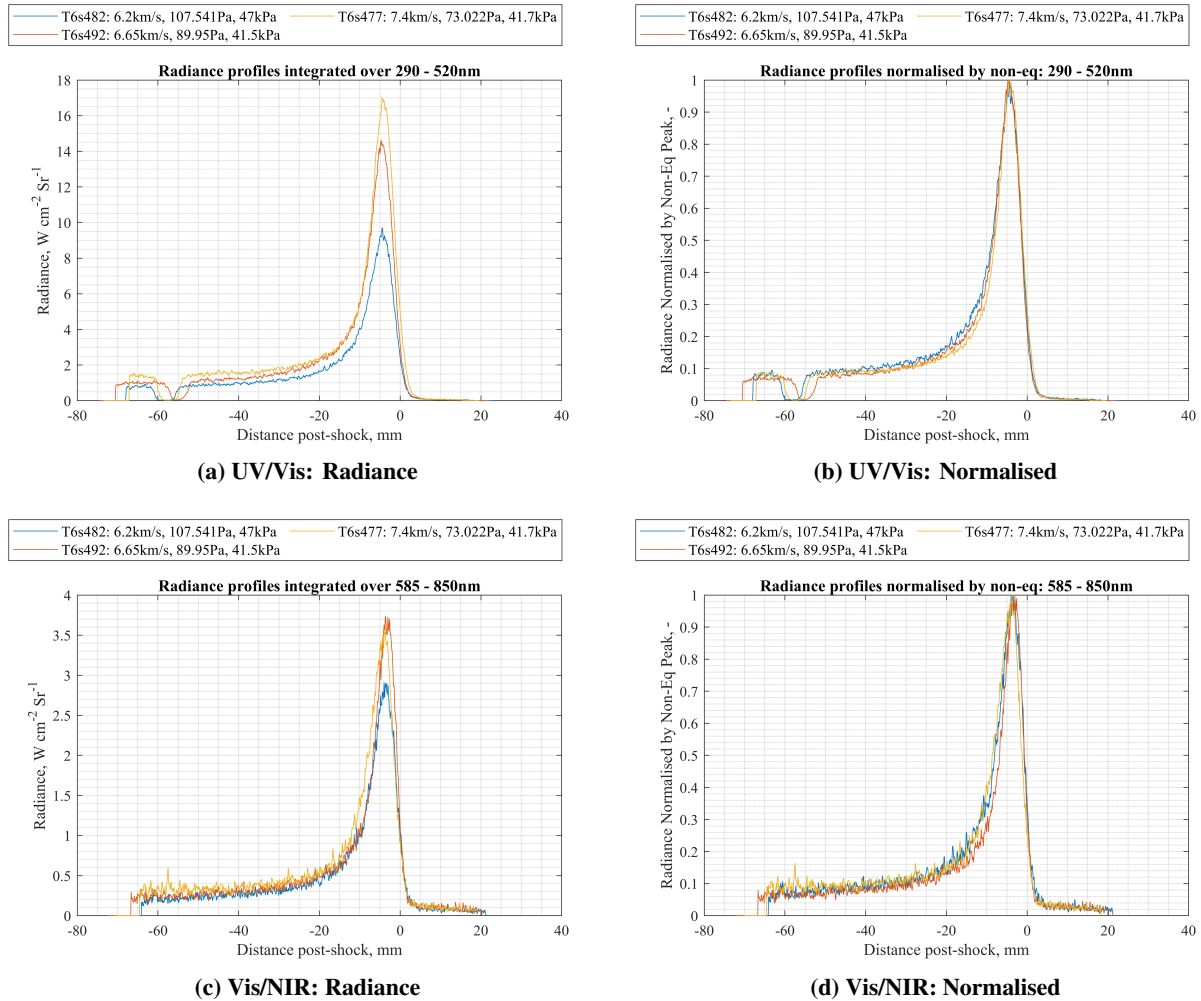 T6s482: 6.2km/s, 107.541Pa, 47kPa T6s477: 7.4km/s, 73.022Pa, 41.7kPa
T6s492: 6.65km/s, 89.95Pa, 41.5kPa
Radiance profiles integrated over 290 - 520nm
Radiance, W cm⁻² Sr⁻¹
18
16
14
12
10
8
6
4
2
0
-80 -60 -40 -20 0 20 40
Distance post-shock, mm
(a) UV/Vis: Radiance
T6s482: 6.2km/s, 107.541Pa, 47kPa T6s477: 7.4km/s, 73.022Pa, 41.7kPa
T6s492: 6.65km/s, 89.95Pa, 41.5kPa
Radiance profiles normalised by non-eq: 290 - 520nm
Radiance Normalised by Non-Eq Peak, -
1
0.9
0.8
0.7
0.6
0.5
0.4
0.3
0.2
0.1
0
-80 -60 -40 -20 0 20 40
Distance post-shock, mm
(b) UV/Vis: Normalised
T6s482: 6.2km/s, 107.541Pa, 47kPa T6s477: 7.4km/s, 73.022Pa, 41.7kPa
T6s492: 6.65km/s, 89.95Pa, 41.5kPa
Radiance profiles integrated over 585 - 850nm
Radiance, W cm⁻² Sr⁻¹
4
3.5
3
2.5
2
1.5
1
0.5
0
-80 -60 -40 -20 0 20 40
Distance post-shock, mm
(c) Vis/NIR: Radiance
T6s482: 6.2km/s, 107.541Pa, 47kPa T6s477: 7.4km/s, 73.022Pa, 41.7kPa
T6s492: 6.65km/s, 89.95Pa, 41.5kPa
Radiance profiles normalised by non-eq: 585 - 850nm
Radiance Normalised by Non-Eq Peak, -
1
0.9
0.8
0.7
0.6
0.5
0.4
0.3
0.2
0.1
0
-80 -60 -40 -20 0 20 40
Distance post-shock, mm
(d) Vis/NIR: Normalised